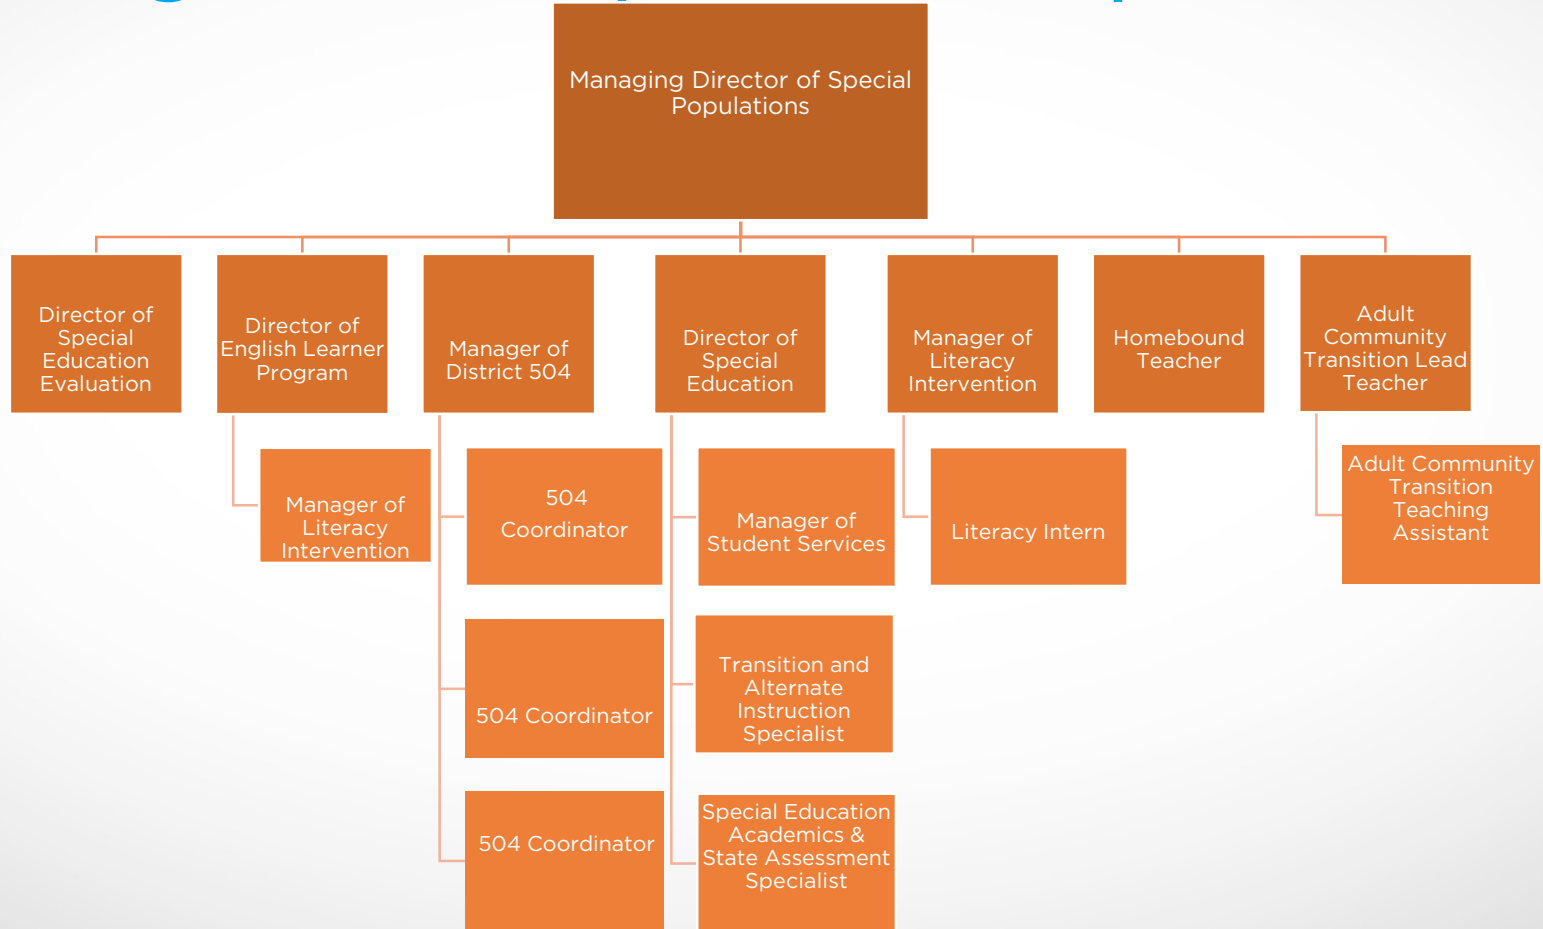 Managing Director of Special
Populations
Director of
Special
Education
Evaluation
Director of
English Learner
Program
Manager of
District 504
Director of
Special
Education
Manager of
Literacy
Intervention
Homebound
Teacher
Adult
Community
Transition Lead
Teacher
Manager of
Literacy
Intervention
504
Coordinator
Manager of
Student Services
Literacy Intern
Adult Community
Transition
Teaching
Assistant
504 Coordinator
Transition and
Alternate
Instruction
Specialist
504 Coordinator
Special Education
Academics &
State Assessment
Specialist